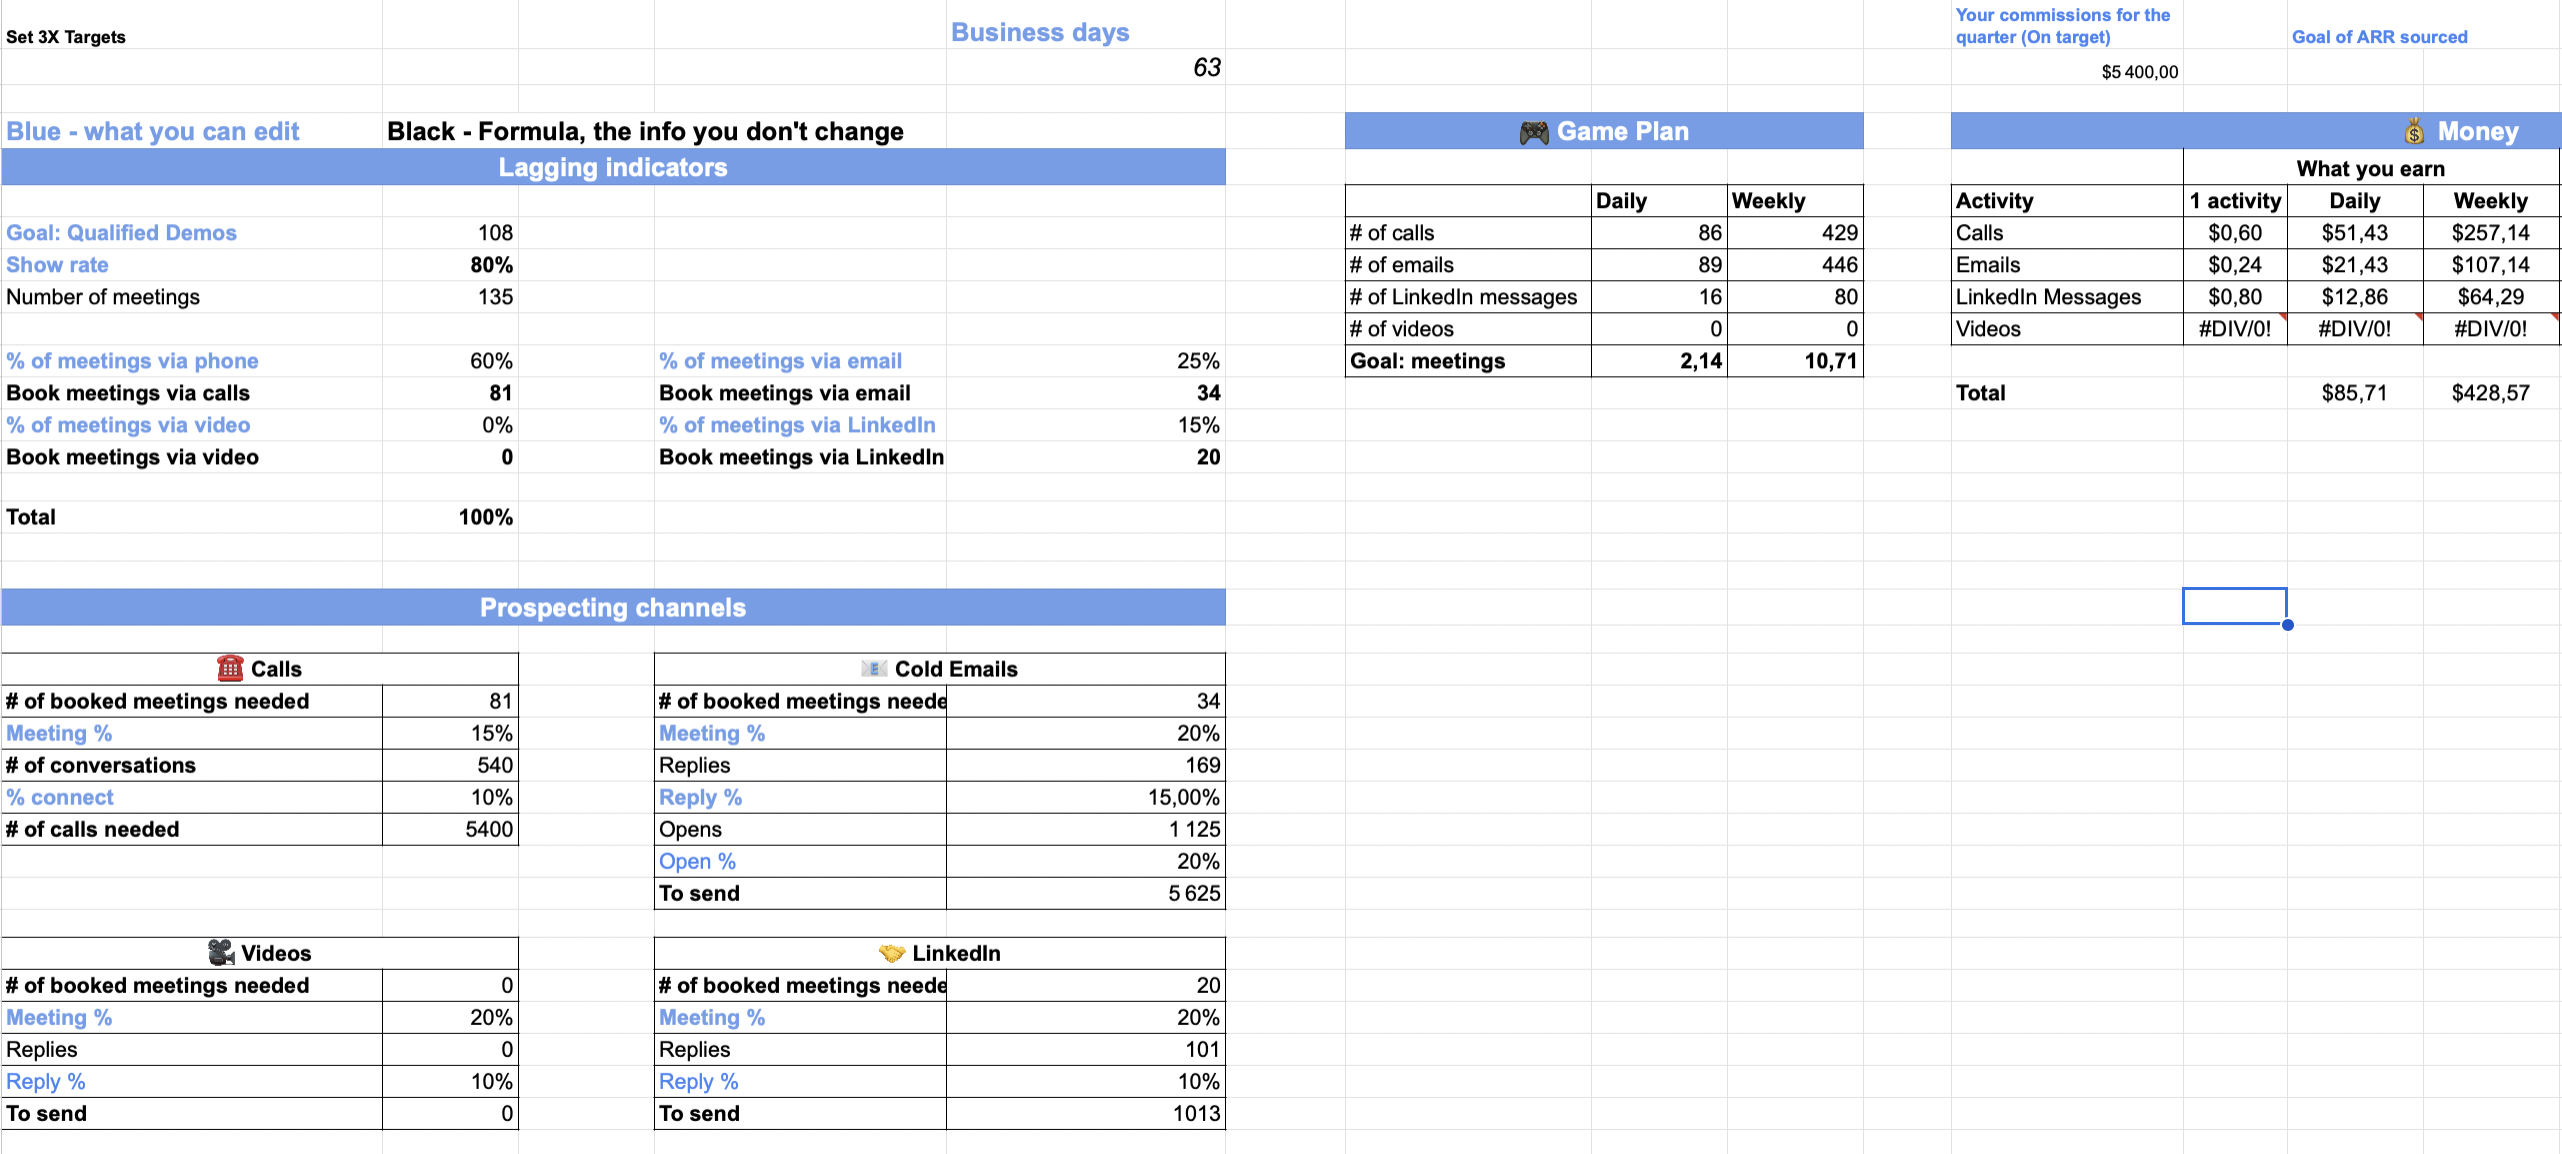 Set 3X Targets
Business days
Your commissions for the
quarter (On target)
Goal of ARR sourced
63
$5 400,00
Blue - what you can edit
Black - Formula, the info you don't change
Game Plan
Money
Lagging indicators
What you earn
Daily Weekly
Activity 1 activity Daily Weekly
Goal: Qualified Demos 108
# of calls 86 429
Calls $0,60 $51,43 $257,14
Show rate 80%
# of emails 89 446
Emails $0,24 $21,43 $107,14
Number of meetings 135
# of LinkedIn messages 16 80
LinkedIn Messages $0,80 $12,86 $64,29
# of videos 0 0
Videos #DIV/0! #DIV/0! #DIV/0!
% of meetings via phone 60% % of meetings via email 25%
Goal: meetings 2,14 10,71
Book meetings via calls 81 Book meetings via email 34
Total $85,71 $428,57
% of meetings via video 0% % of meetings via LinkedIn 15%
Book meetings via video 0 Book meetings via LinkedIn 20
Total 100%
Prospecting channels
Calls
# of booked meetings needed 81
Meeting % 15%
# of conversations 540
% connect 10%
# of calls needed 5400
Cold Emails
# of booked meetings neede 34
Meeting % 20%
Replies 169
Reply % 15,00%
Opens 1 125
Open % 20%
To send 5 625
Videos
# of booked meetings needed 0
Meeting % 20%
Replies 0
Reply % 10%
To send 0
LinkedIn
# of booked meetings neede 20
Meeting % 20%
Replies 101
Reply % 10%
To send 1013